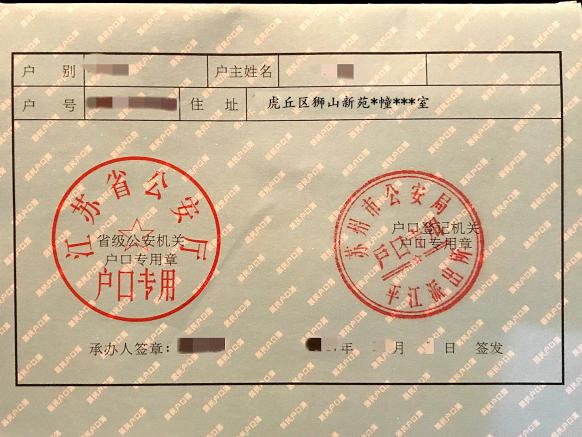 户 别 户主姓名
户 号 住 址 虎丘区狮山新苑*幢***室
江苏省公安厅
省级公安机关
户口专用章
户口专用
苏州市公安局
户口登记机关
户口专用章
平江派出所
承办人签章： 年 月 日 签发